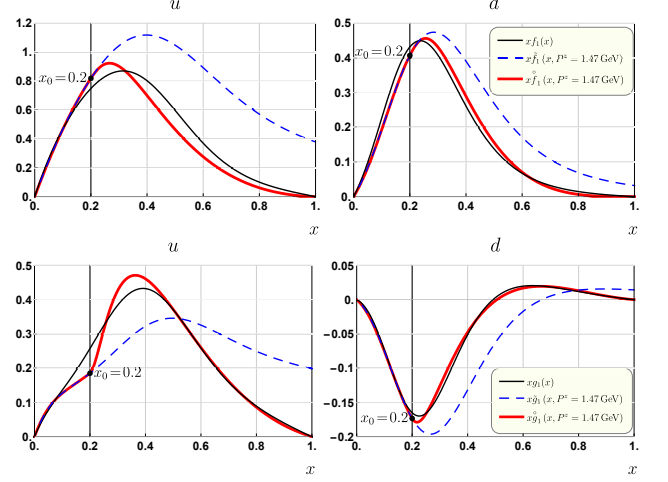 u
d
1.2
1.
0.8
0.6
0.4
0.2
0.
0. 0.2 0.4 0.6 0.8 1.
x
x₀=0.2
0.5
0.4
0.3
0.2
0.1
0.
0. 0.2 0.4 0.6 0.8 1.
x
x₀=0.2
xf₁(x)
xf̃₁(x, Pᶻ = 1.47 GeV)
xf̊₁(x, Pᶻ = 1.47 GeV)
u
d
0.5
0.4
0.3
0.2
0.1
0.
0. 0.2 0.4 0.6 0.8 1.
x
x₀=0.2
0.05
0.
−0.05
−0.1
−0.15
−0.2
0. 0.2 0.4 0.6 0.8 1.
x
x₀=0.2
xg₁(x)
xg̃₁(x, Pᶻ = 1.47 GeV)
xg̊₁(x, Pᶻ = 1.47 GeV)